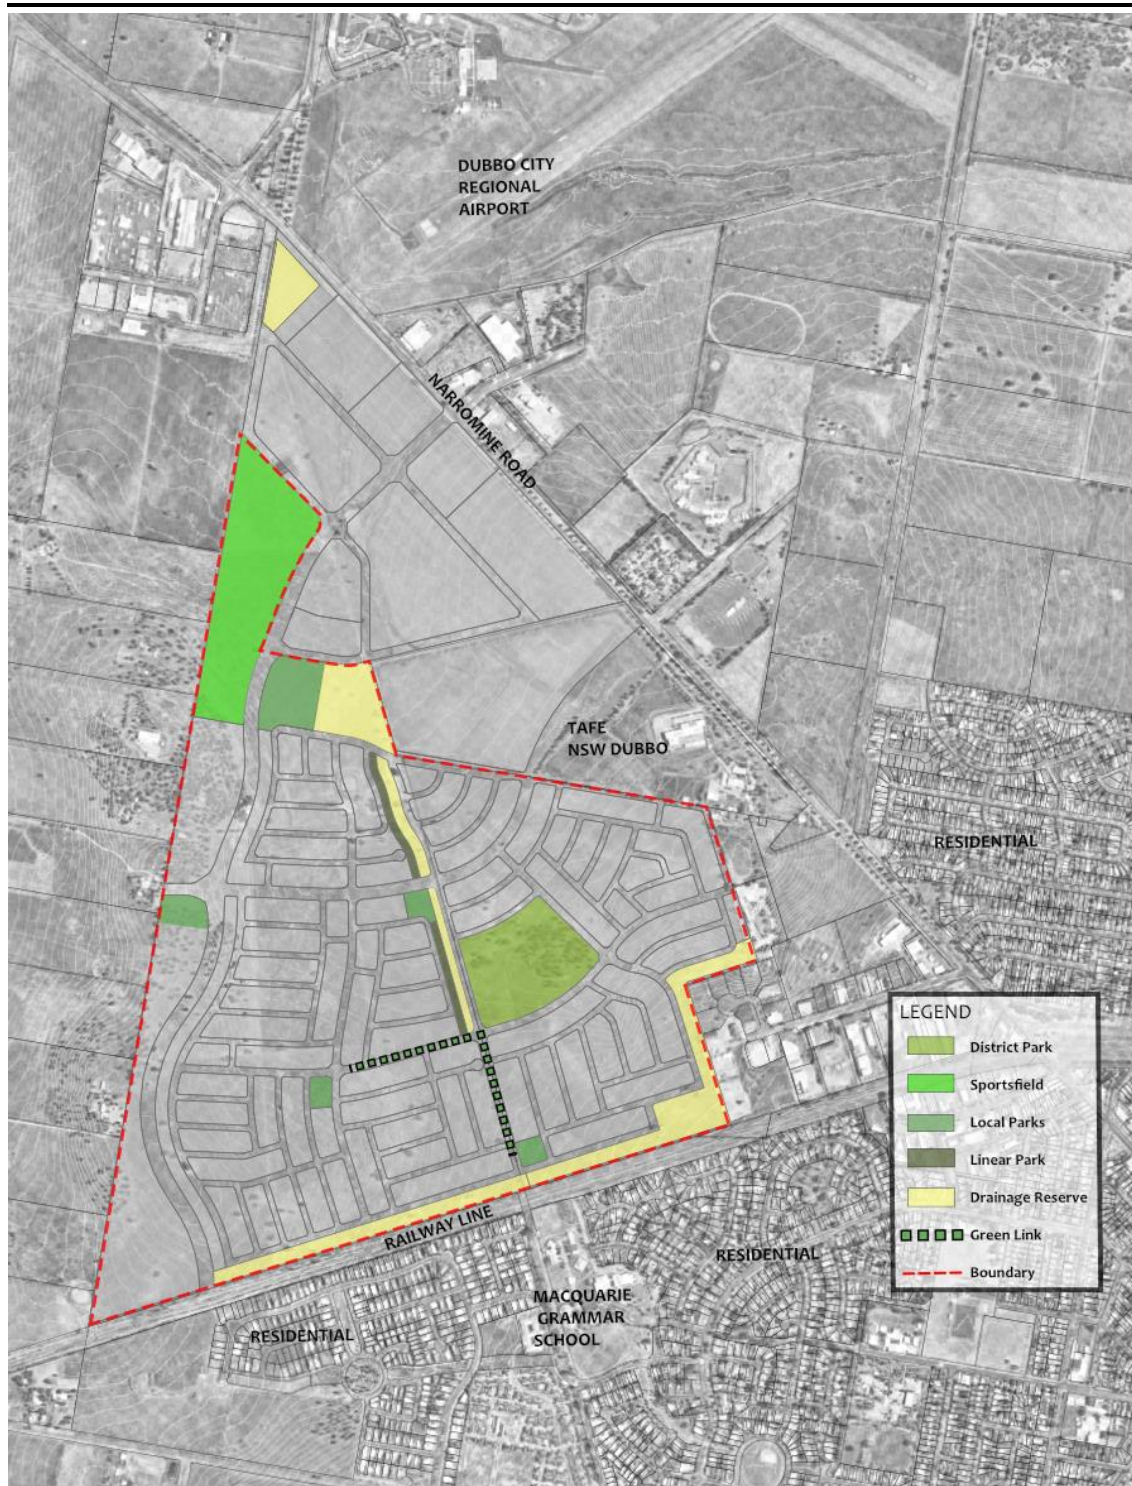 DUBBO CITY
REGIONAL
AIRPORT
NARROMINE ROAD
TAFE
NSW DUBBO
RESIDENTIAL
LEGEND
District Park
Sportsfield
Local Parks
Linear Park
Drainage Reserve
Green Link
Boundary
RAILWAY LINE
RESIDENTIAL
MACQUARIE
GRAMMAR
SCHOOL
RESIDENTIAL